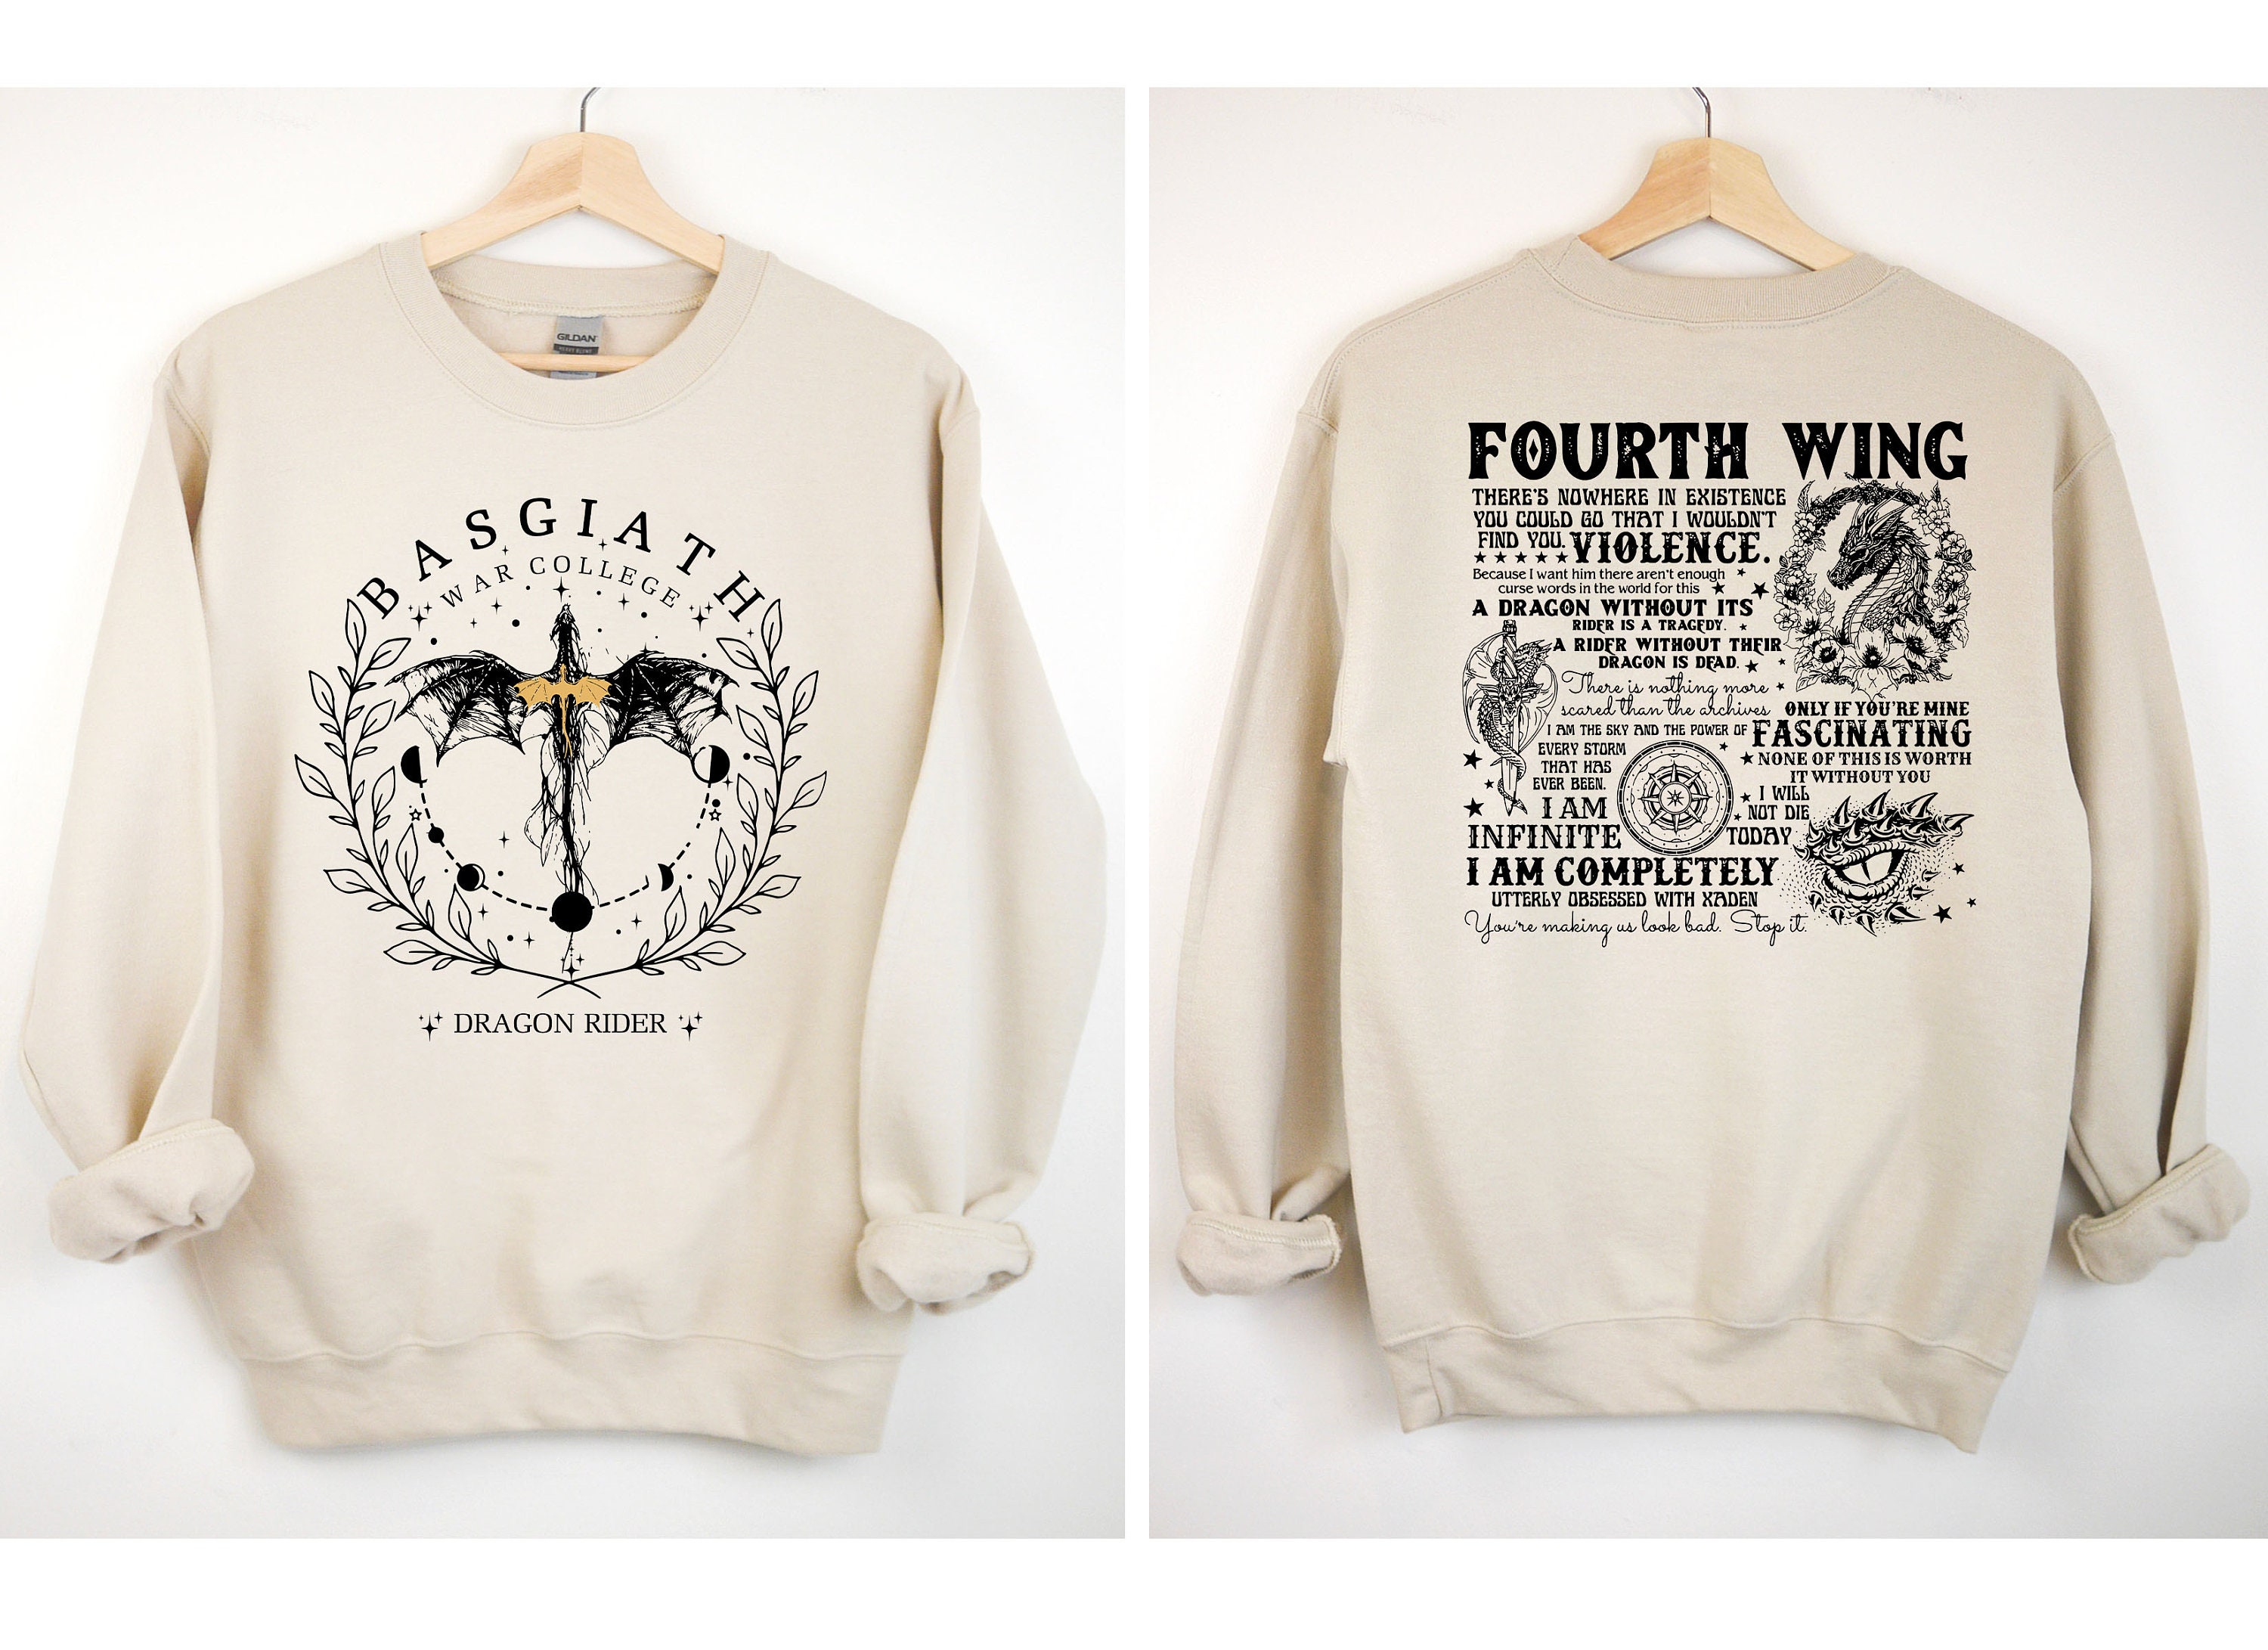 GILDAN
HEAVY BLEND
BASGIATH
WAR COLLEGE
DRAGON RIDER
FOURTH WING
THERE'S NOWHERE IN EXISTENCE
YOU COULD GO THAT I WOULDN'T
FIND YOU. VIOLENCE.
Because I want him there aren't enough
curse words in the world for this
A DRAGON WITHOUT ITS
RIDER IS A TRAGEDY.
A RIDER WITHOUT THEIR
DRAGON IS DEAD.
There is nothing more
scared than the archives
I AM THE SKY AND THE POWER OF
EVERY STORM
THAT HAS
EVER BEEN.
I AM
INFINITE
ONLY IF YOU'RE MINE
FASCINATING
NONE OF THIS IS WORTH
IT WITHOUT YOU
I WILL
NOT DIE
TODAY
I AM COMPLETELY
UTTERLY OBSESSED WITH XADEN
You're making us look bad. Stop it.